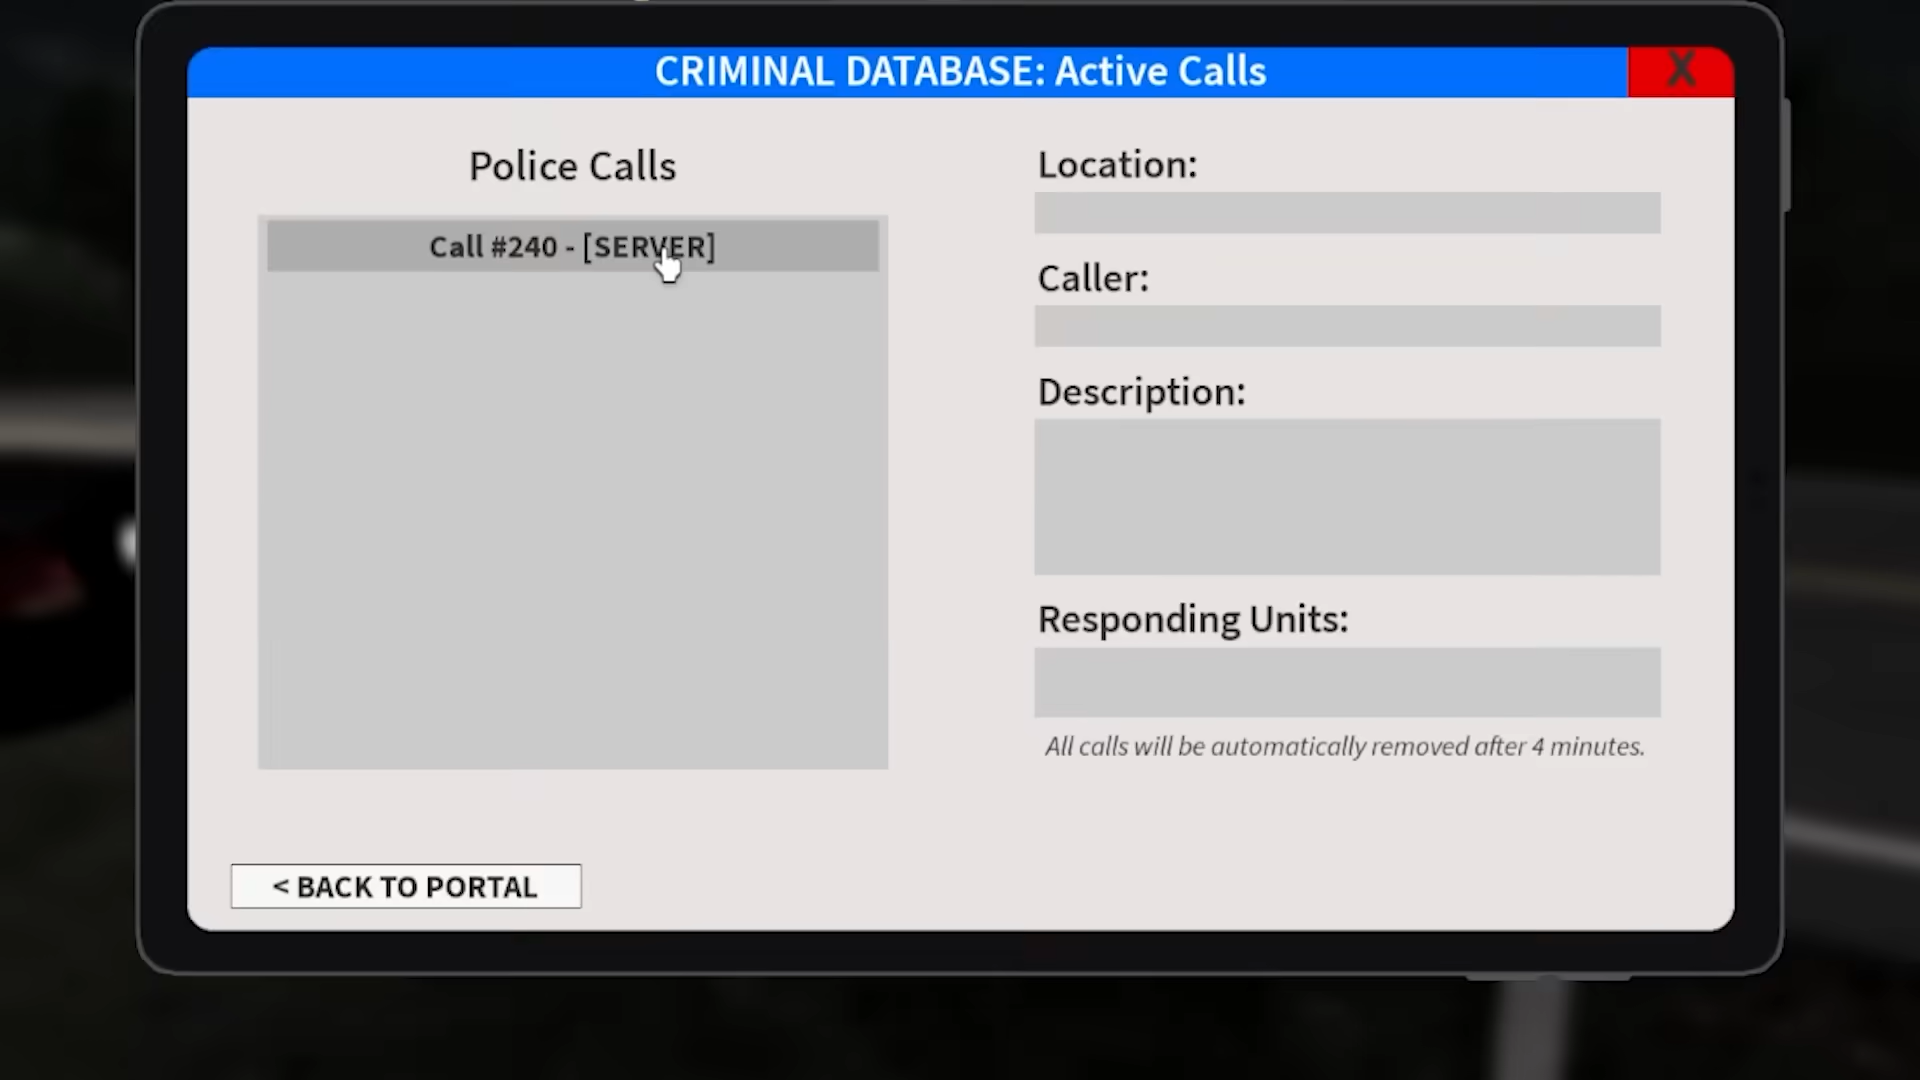 CRIMINAL DATABASE: Active Calls
X
Police Calls
Call #240 - [SERVER]
Location:
Caller:
Description:
Responding Units:
All calls will be automatically removed after 4 minutes.
< BACK TO PORTAL